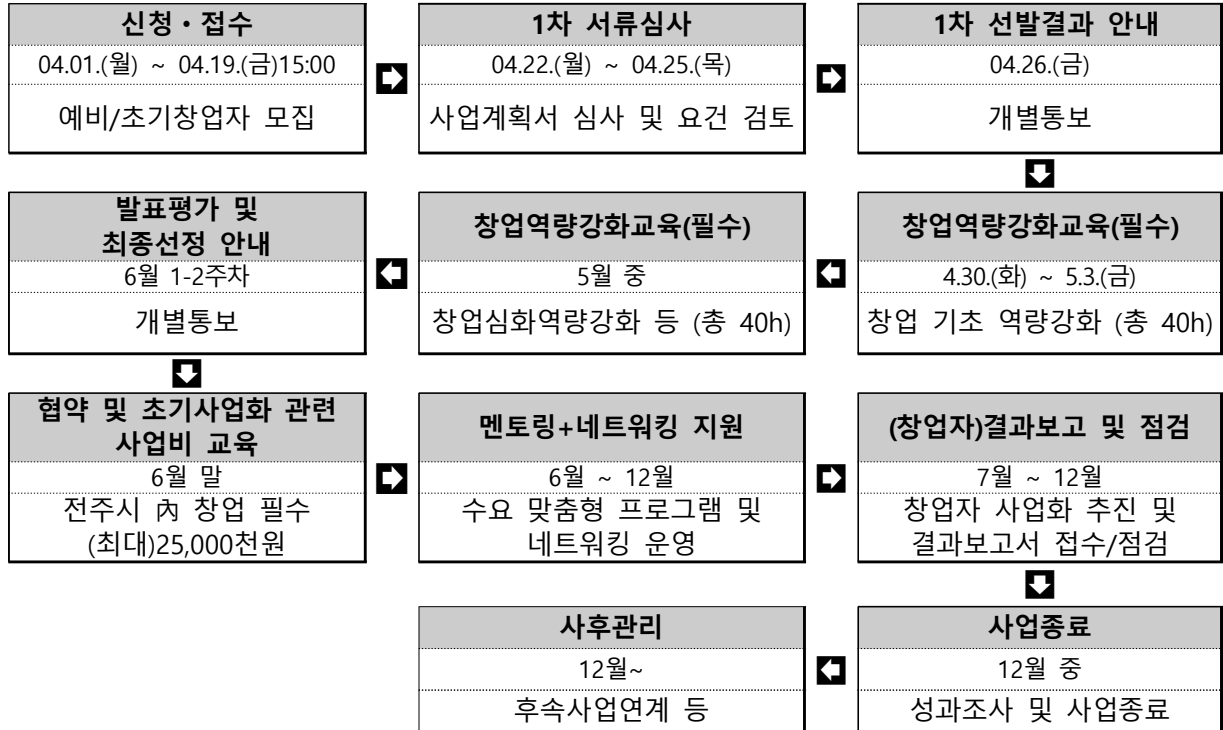 신청・접수
04.01.(월) ~ 04.19.(금)15:00
예비/초기창업자 모집
1차 서류심사
04.22.(월) ~ 04.25.(목)
사업계획서 심사 및 요건 검토
1차 선발결과 안내
04.26.(금)
개별통보
창업역량강화교육(필수)
4.30.(화) ~ 5.3.(금)
창업 기초 역량강화 (총 40h)
창업역량강화교육(필수)
5월 중
창업심화역량강화 등 (총 40h)
발표평가 및
최종선정 안내
6월 1-2주차
개별통보
협약 및 초기사업화 관련
사업비 교육
6월 말
전주시 內 창업 필수
(최대)25,000천원
멘토링+네트워킹 지원
6월 ~ 12월
수요 맞춤형 프로그램 및
네트워킹 운영
(창업자)결과보고 및 점검
7월 ~ 12월
창업자 사업화 추진 및
결과보고서 접수/점검
사업종료
12월 중
성과조사 및 사업종료
사후관리
12월~
후속사업연계 등